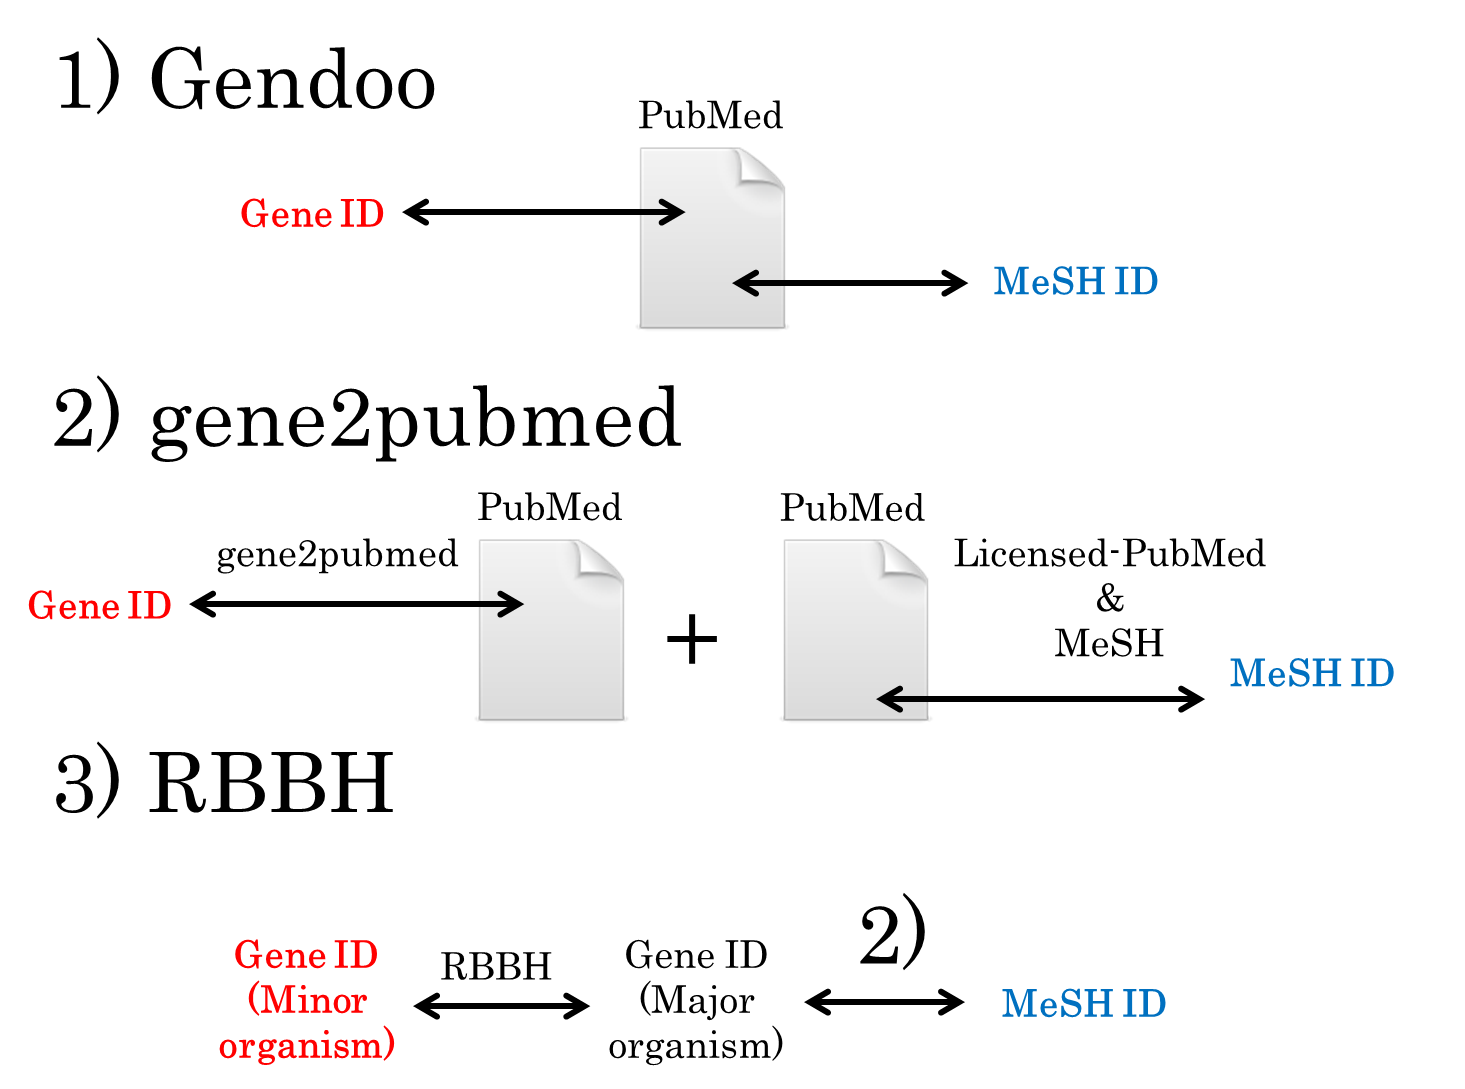 1) Gendoo
PubMed
Gene ID
MeSH ID
2) gene2pubmed
PubMed
PubMed
gene2pubmed
Licensed-PubMed
&
MeSH
Gene ID
+
MeSH ID
3) RBBH
2)
Gene ID
(Minor
organism)
RBBH
Gene ID
(Major
organism)
MeSH ID